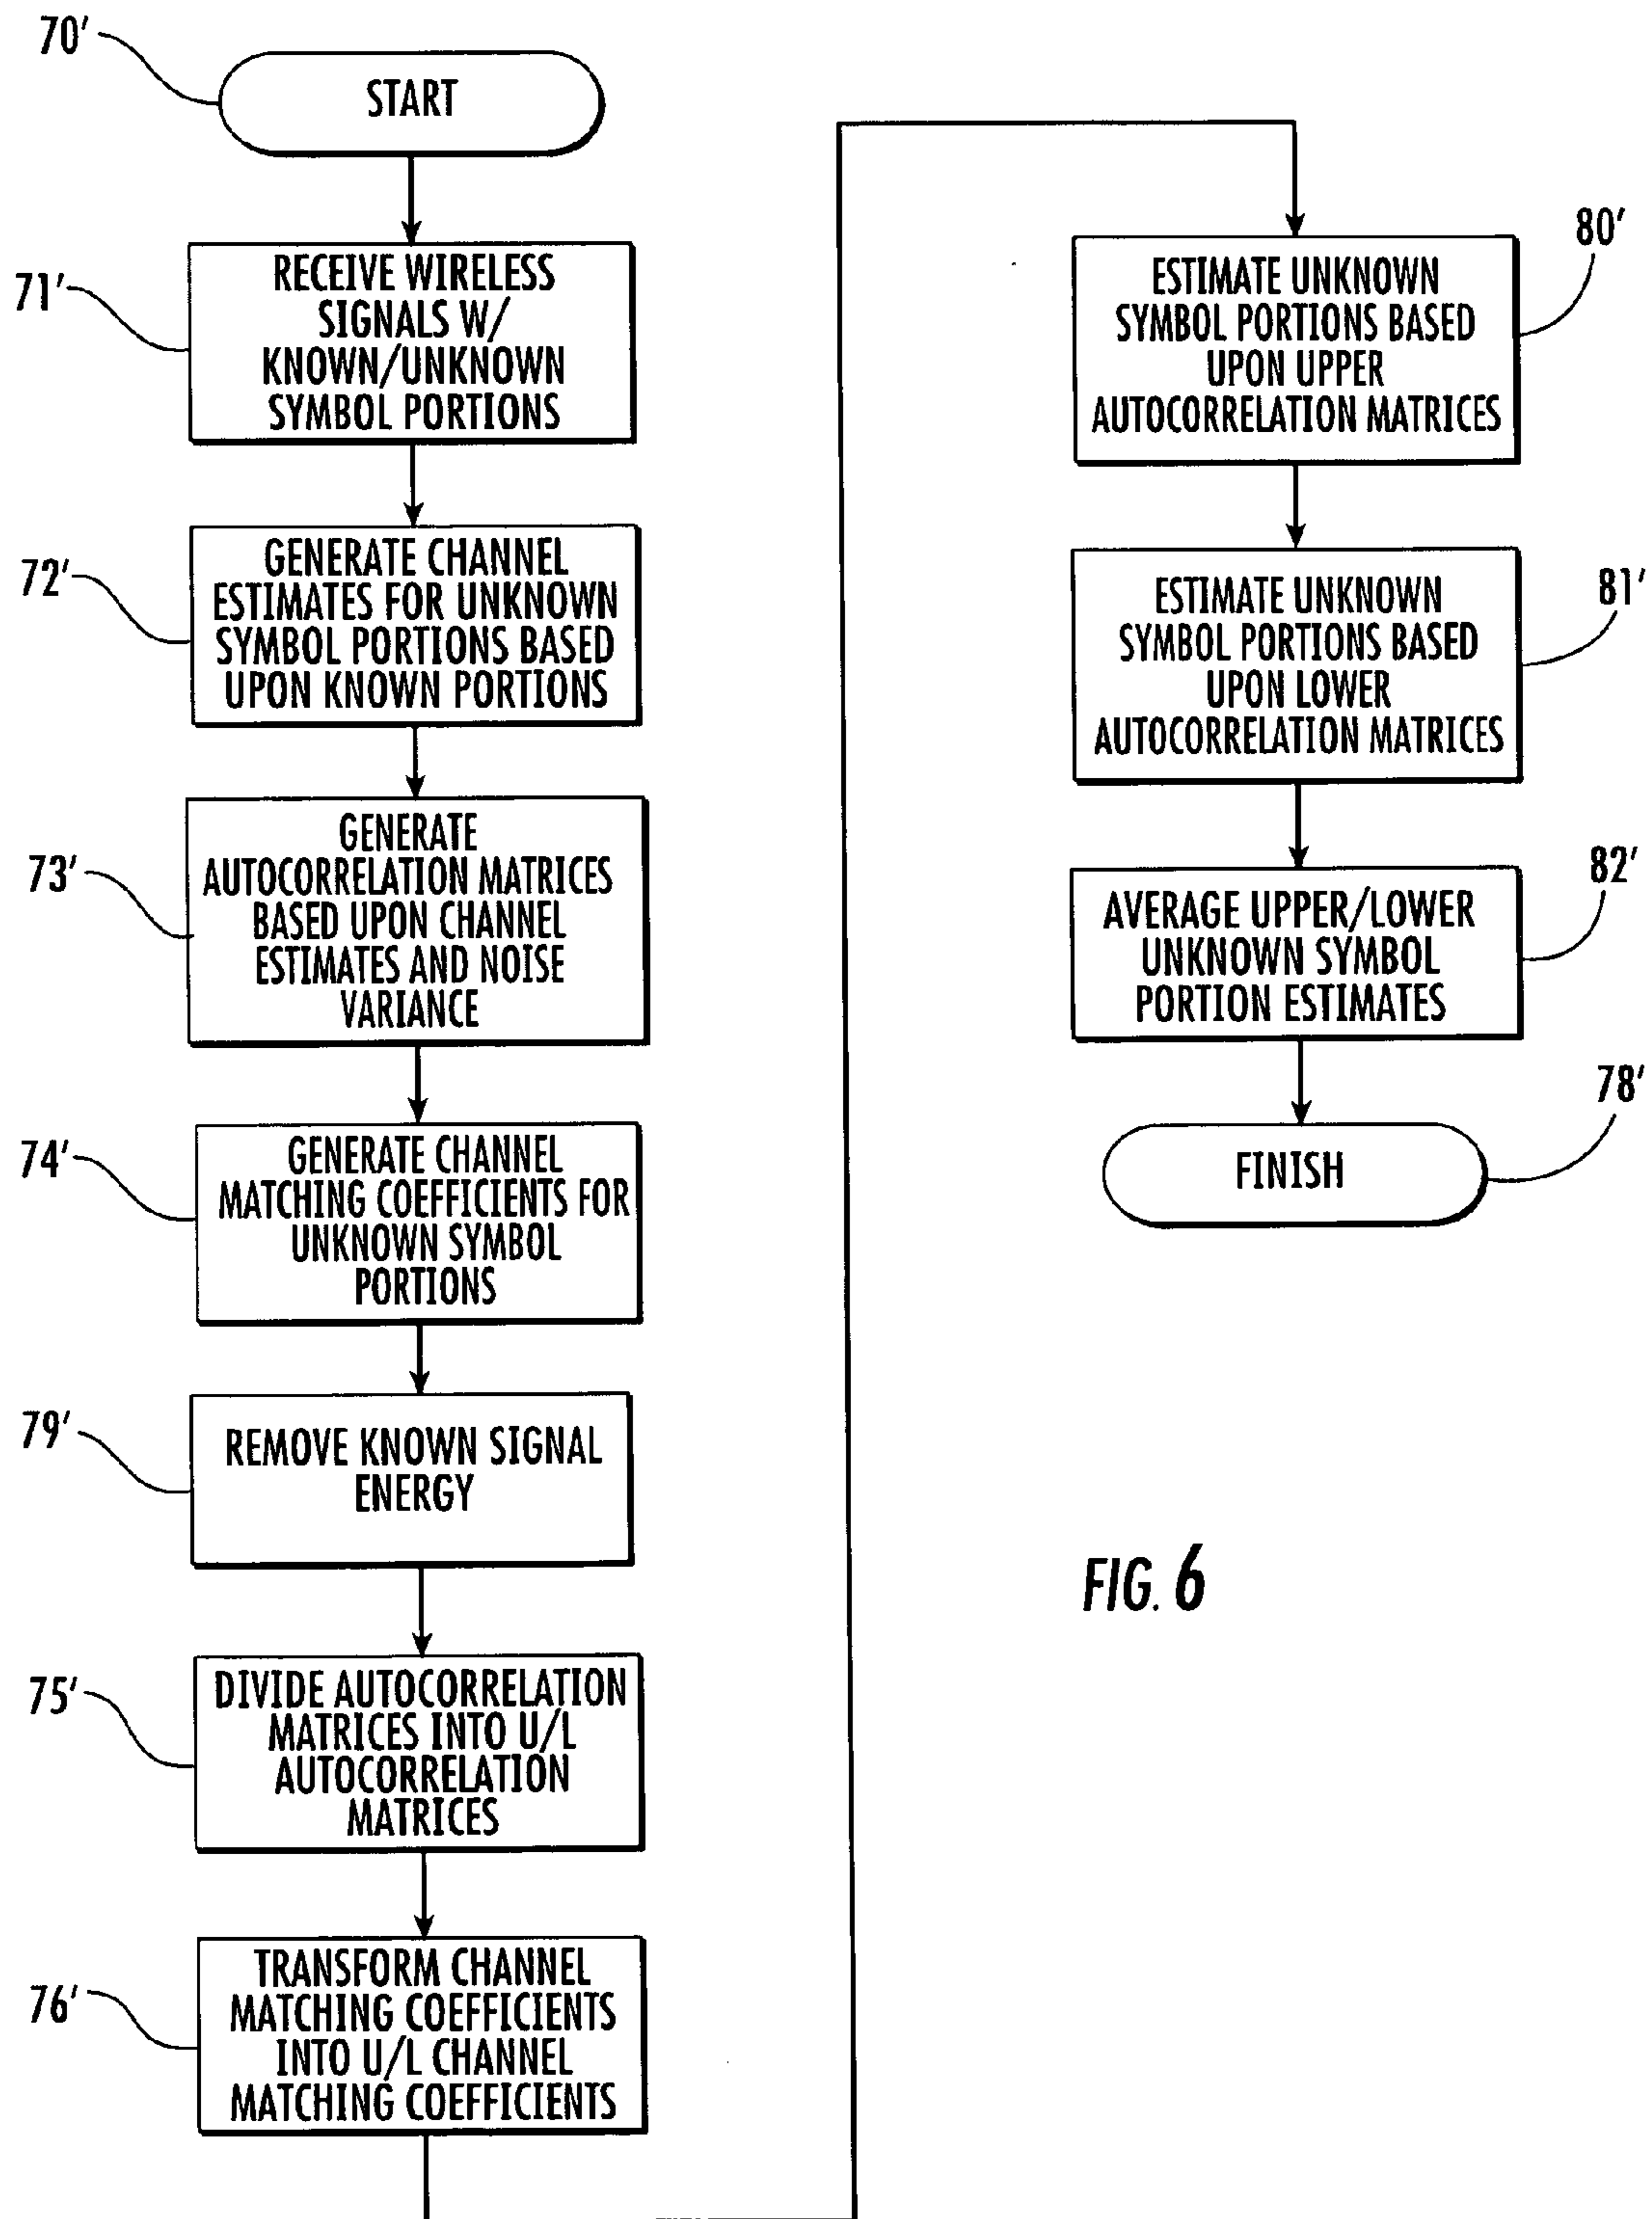 70'
START
71'
RECEIVE WIRELESS
SIGNALS W/
KNOWN/UNKNOWN
SYMBOL PORTIONS
72'
GENERATE CHANNEL
ESTIMATES FOR UNKNOWN
SYMBOL PORTIONS BASED
UPON KNOWN PORTIONS
73'
GENERATE
AUTOCORRELATION MATRICES
BASED UPON CHANNEL
ESTIMATES AND NOISE
VARIANCE
74'
GENERATE CHANNEL
MATCHING COEFFICIENTS FOR
UNKNOWN SYMBOL
PORTIONS
79'
REMOVE KNOWN SIGNAL
ENERGY
75'
DIVIDE AUTOCORRELATION
MATRICES INTO U/L
AUTOCORRELATION
MATRICES
76'
TRANSFORM CHANNEL
MATCHING COEFFICIENTS
INTO U/L CHANNEL
MATCHING COEFFICIENTS
80'
ESTIMATE UNKNOWN
SYMBOL PORTIONS BASED
UPON UPPER
AUTOCORRELATION MATRICES
81'
ESTIMATE UNKNOWN
SYMBOL PORTIONS BASED
UPON LOWER
AUTOCORRELATION MATRICES
82'
AVERAGE UPPER/LOWER
UNKNOWN SYMBOL
PORTION ESTIMATES
78'
FINISH
FIG. 6